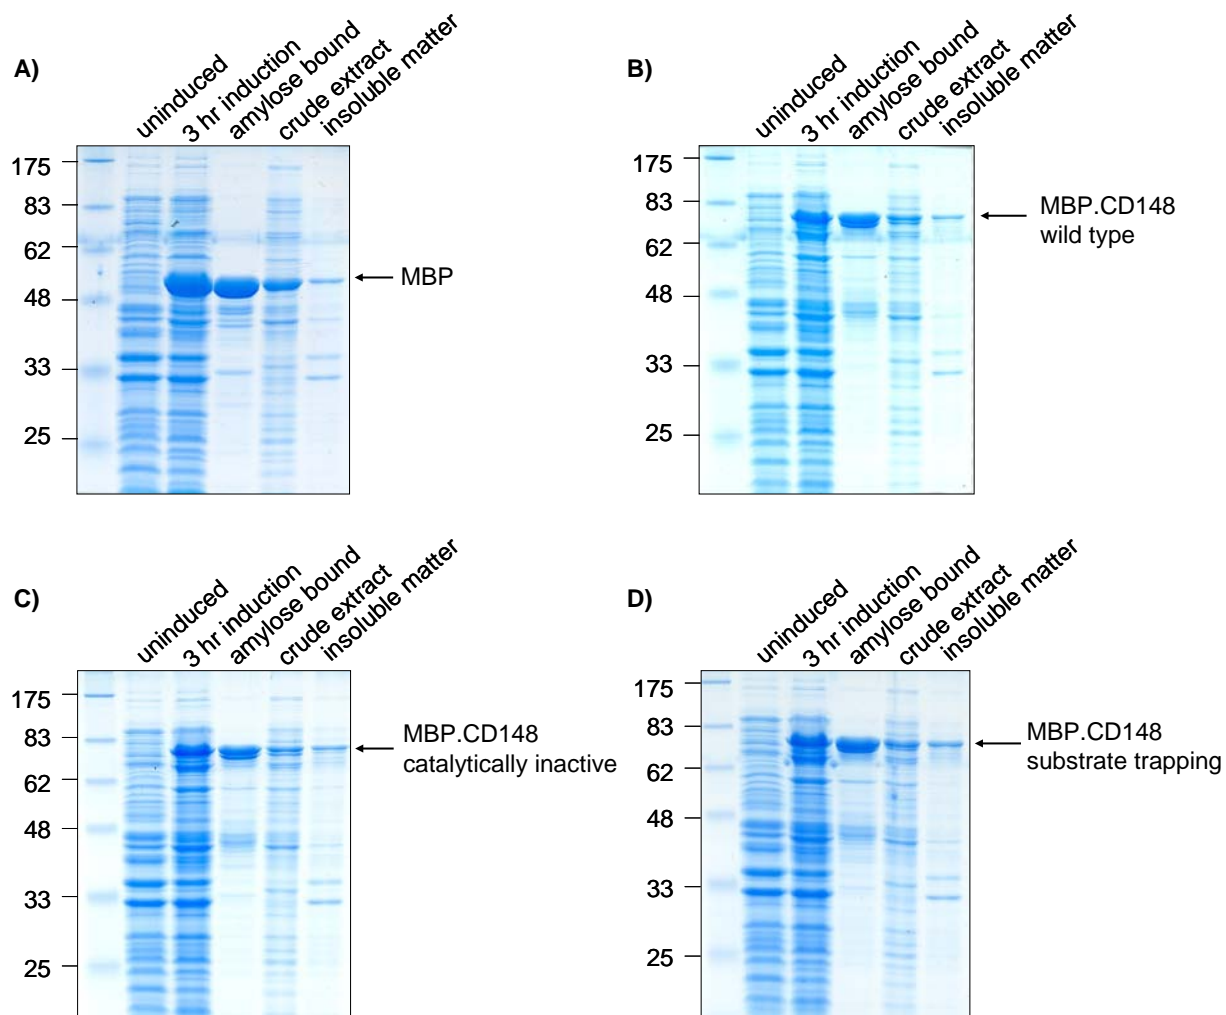 A)
uninduced
3 hr induction
amylose bound
crude extract
insoluble matter
175
83
62
48
33
25
MBP
B)
uninduced
3 hr induction
amylose bound
crude extract
insoluble matter
175
83
62
48
33
25
MBP.CD148
wild type
C)
uninduced
3 hr induction
amylose bound
crude extract
insoluble matter
175
83
62
48
33
25
MBP.CD148
catalytically inactive
D)
uninduced
3 hr induction
amylose bound
crude extract
insoluble matter
175
83
62
48
33
25
MBP.CD148
substrate trapping